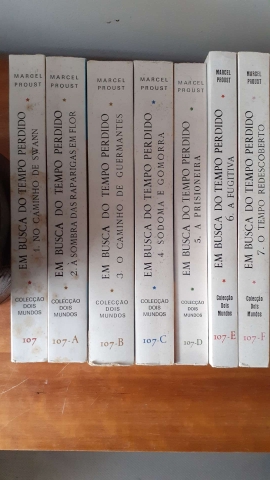 MARCEL
PROUST
EM BUSCA DO TEMPO PERDIDO
1 NO CAMINHO DE SWANN
COLECÇÃO
DOIS
MUNDOS
107
MARCEL
PROUST
EM BUSCA DO TEMPO PERDIDO
2 À SOMBRA DAS RAPARIGAS EM FLOR
COLECÇÃO
DOIS
MUNDOS
107-A
MARCEL
PROUST
EM BUSCA DO TEMPO PERDIDO
3 O CAMINHO DE GUERMANTES
COLECÇÃO
DOIS
MUNDOS
107-B
MARCEL
PROUST
EM BUSCA DO TEMPO PERDIDO
4 SODOMA E GOMORRA
COLECÇÃO
DOIS
MUNDOS
107-C
MARCEL
PROUST
EM BUSCA DO TEMPO PERDIDO
5. A PRISIONEIRA
COLECÇÃO
DOIS
MUNDOS
107-D
MARCEL
PROUST
EM BUSCA DO TEMPO PERDIDO
6. A FUGITIVA
Colecção
Dois
Mundos
107-E
MARCEL
PROUST
EM BUSCA DO TEMPO PERDIDO
7. O TEMPO REDESCOBERTO
Colecção
Dois
Mundos
107-F